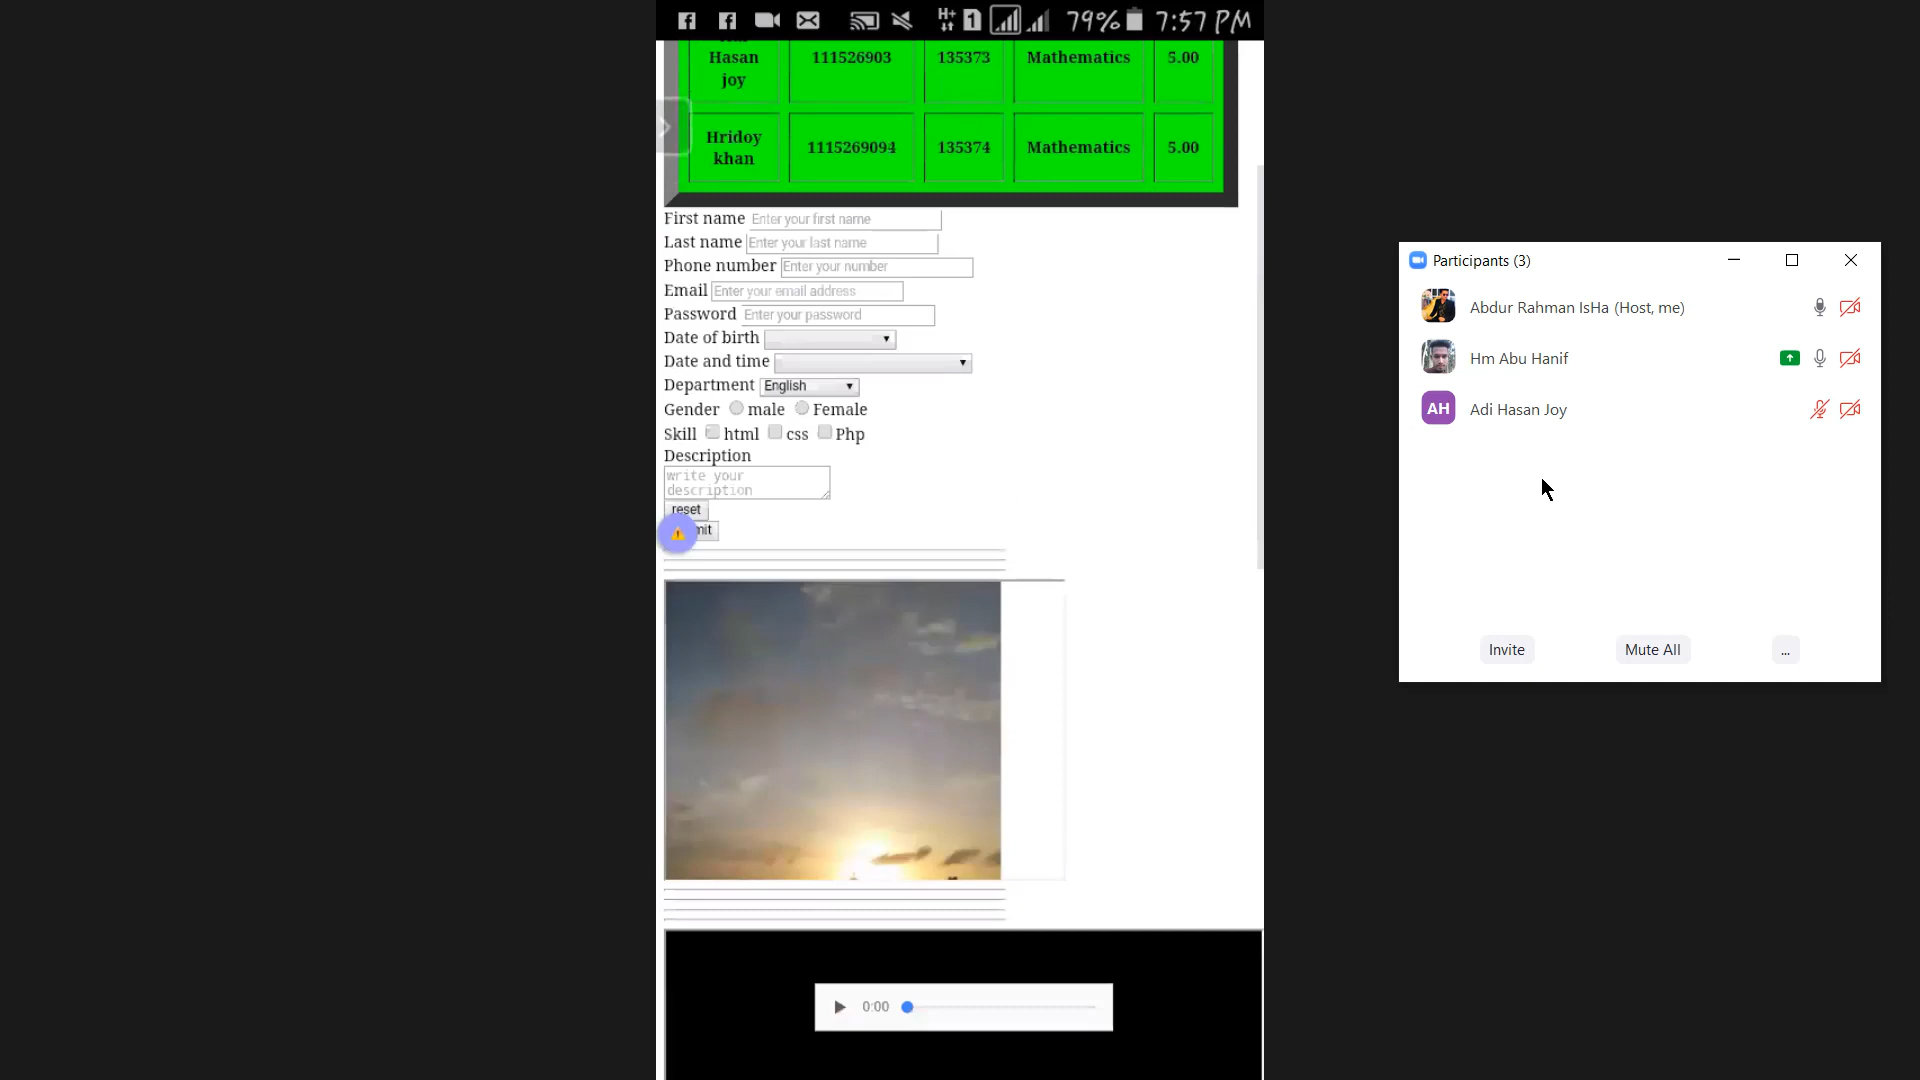 79% 7:57 PM
Hasan joy 111526903 135373 Mathematics 5.00
Hridoy khan 1115269094 135374 Mathematics 5.00
First name Enter your first name
Last name Enter your last name
Phone number Enter your number
Email Enter your email address
Password Enter your password
Date of birth
Date and time
Department English
Gender male Female
Skill html css Php
Description
write your
description
reset
0:00
Participants (3)
Abdur Rahman IsHa (Host, me)
Hm Abu Hanif
AH Adi Hasan Joy
Invite Mute All ...